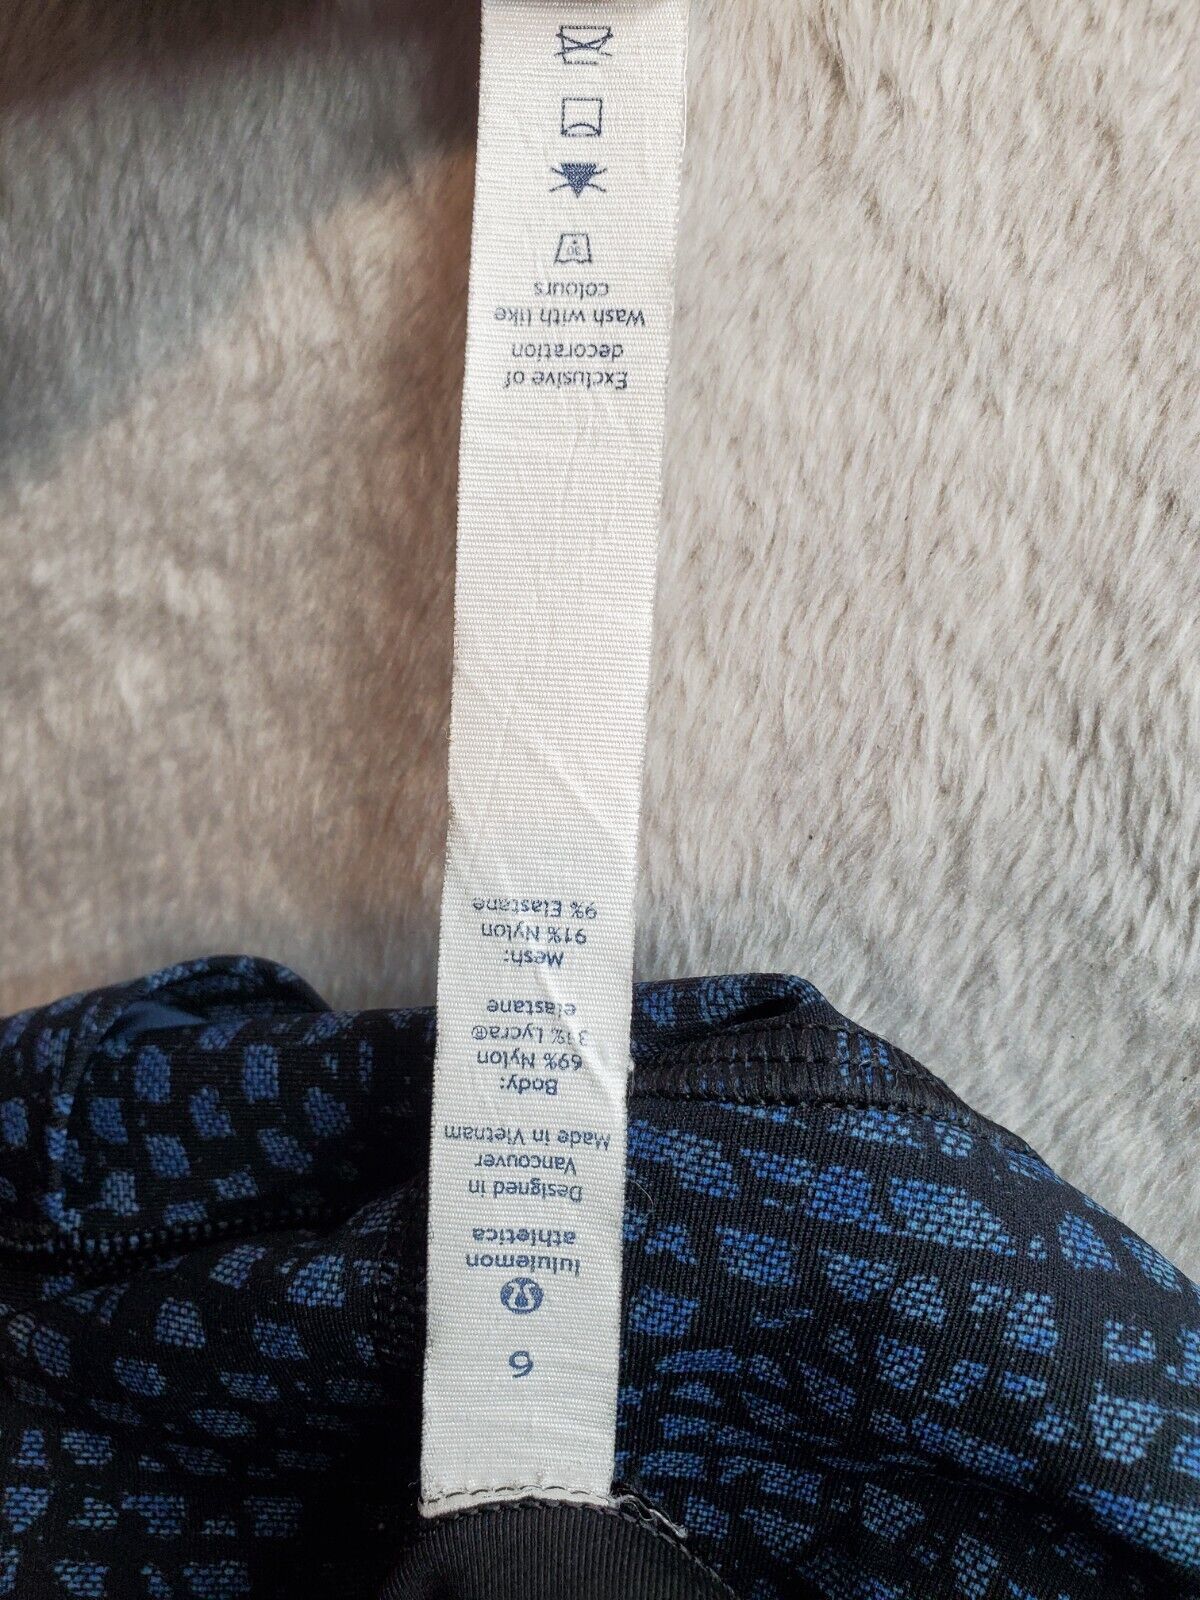 6
lululemon
athletica
Designed in
Vancouver
Made in Vietnam
Body:
69% Nylon
31% Lycra®
elastane
Mesh:
91% Nylon
9% Elastane
Exclusive of
decoration
Wash with like
colours
30